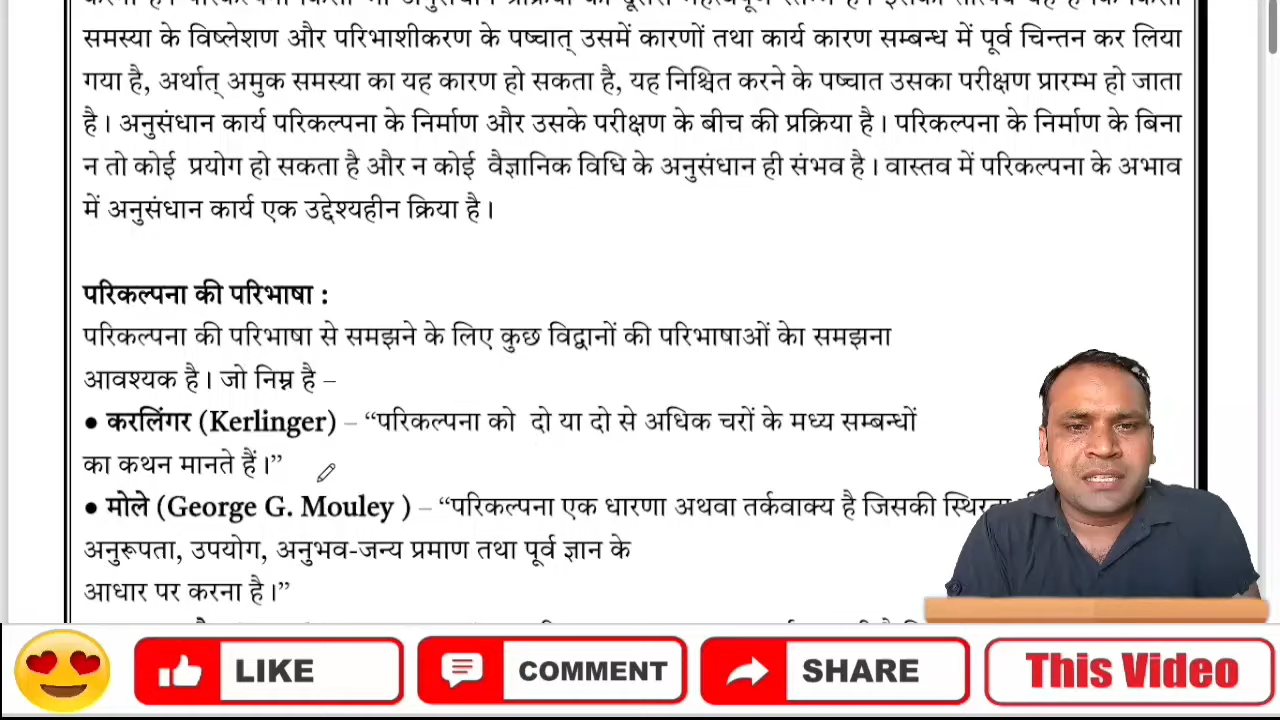 समस्या के विष्लेशण और परिभाशीकरण के पष्चात् उसमें कारणों तथा कार्य कारण सम्बन्ध में पूर्व चिन्तन कर लिया
गया है, अर्थात् अमुक समस्या का यह कारण हो सकता है, यह निश्चित करने के पष्चात उसका परीक्षण प्रारम्भ हो जाता
है। अनुसंधान कार्य परिकल्पना के निर्माण और उसके परीक्षण के बीच की प्रक्रिया है। परिकल्पना के निर्माण के बिना
न तो कोई प्रयोग हो सकता है और न कोई वैज्ञानिक विधि के अनुसंधान ही संभव है। वास्तव में परिकल्पना के अभाव
में अनुसंधान कार्य एक उद्देश्यहीन क्रिया है।
परिकल्पना की परिभाषा :
परिकल्पना की परिभाषा से समझने के लिए कुछ विद्वानों की परिभाषाओं केा समझना
आवश्यक है। जो निम्न है –
● करलिंगर (Kerlinger) – “परिकल्पना को दो या दो से अधिक चरों के मध्य सम्बन्धों
का कथन मानते हैं।”
● मोले (George G. Mouley ) – “परिकल्पना एक धारणा अथवा तर्कवाक्य है जिसकी
अनुरूपता, उपयोग, अनुभव-जन्य प्रमाण तथा पूर्व ज्ञान के
आधार पर करना है।”
LIKE COMMENT SHARE This Video